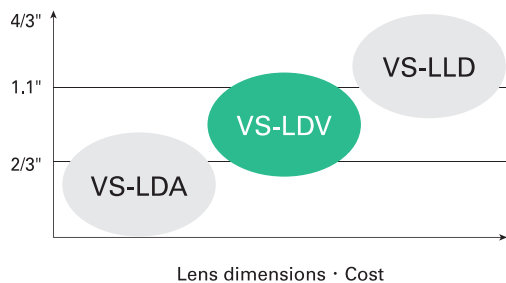 4/3"
VS-LLD
1.1"
VS-LDV
2/3"
VS-LDA
Lens dimensions · Cost